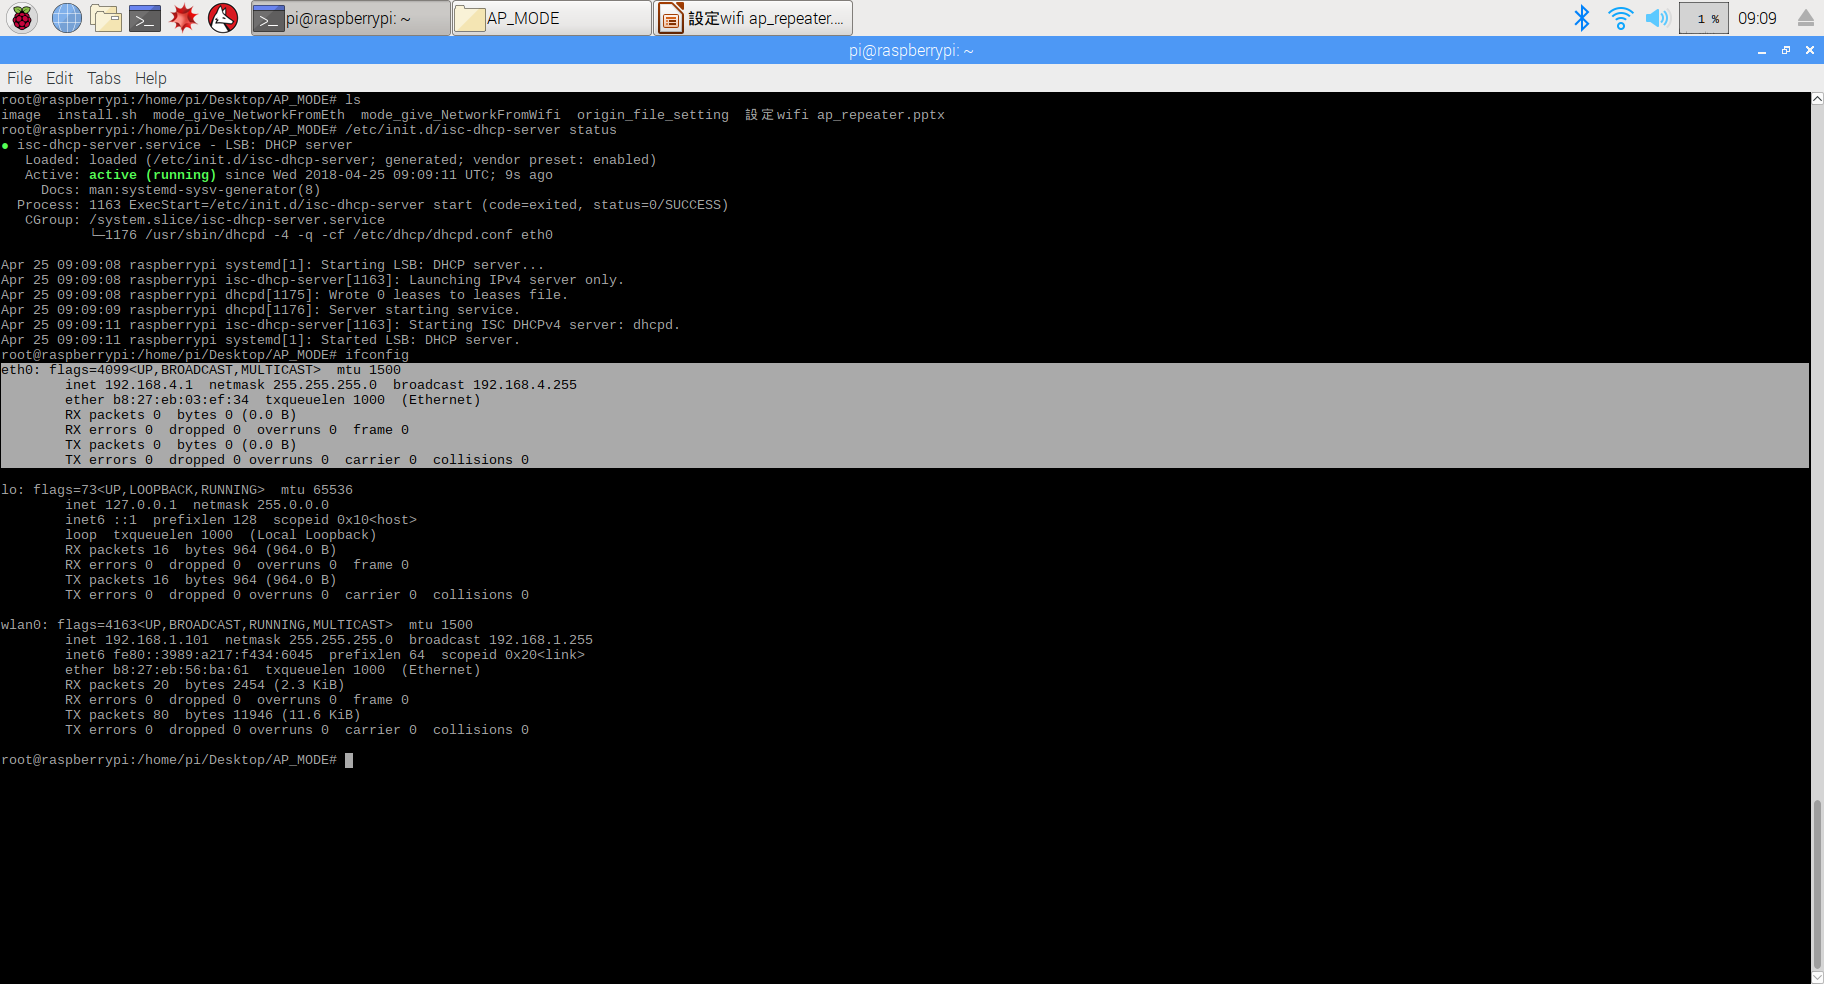 pi@raspberrypi: ~
AP_MODE
設定wifi ap_repeater....
1 %
09:09
pi@raspberrypi: ~
File Edit Tabs Help
root@raspberrypi:/home/pi/Desktop/AP_MODE# ls
image  install.sh  mode_give_NetworkFromEth  mode_give_NetworkFromWifi  origin_file_setting  設定wifi ap_repeater.pptx
root@raspberrypi:/home/pi/Desktop/AP_MODE# /etc/init.d/isc-dhcp-server status
● isc-dhcp-server.service - LSB: DHCP server
   Loaded: loaded (/etc/init.d/isc-dhcp-server; generated; vendor preset: enabled)
   Active: active (running) since Wed 2018-04-25 09:09:11 UTC; 9s ago
     Docs: man:systemd-sysv-generator(8)
  Process: 1163 ExecStart=/etc/init.d/isc-dhcp-server start (code=exited, status=0/SUCCESS)
   CGroup: /system.slice/isc-dhcp-server.service
           └─1176 /usr/sbin/dhcpd -4 -q -cf /etc/dhcp/dhcpd.conf eth0
Apr 25 09:09:08 raspberrypi systemd[1]: Starting LSB: DHCP server...
Apr 25 09:09:08 raspberrypi isc-dhcp-server[1163]: Launching IPv4 server only.
Apr 25 09:09:08 raspberrypi dhcpd[1175]: Wrote 0 leases to leases file.
Apr 25 09:09:09 raspberrypi dhcpd[1176]: Server starting service.
Apr 25 09:09:11 raspberrypi isc-dhcp-server[1163]: Starting ISC DHCPv4 server: dhcpd.
Apr 25 09:09:11 raspberrypi systemd[1]: Started LSB: DHCP server.
root@raspberrypi:/home/pi/Desktop/AP_MODE# ifconfig
eth0: flags=4099<UP,BROADCAST,MULTICAST>  mtu 1500
        inet 192.168.4.1  netmask 255.255.255.0  broadcast 192.168.4.255
        ether b8:27:eb:03:ef:34  txqueuelen 1000  (Ethernet)
        RX packets 0  bytes 0 (0.0 B)
        RX errors 0  dropped 0  overruns 0  frame 0
        TX packets 0  bytes 0 (0.0 B)
        TX errors 0  dropped 0 overruns 0  carrier 0  collisions 0
lo: flags=73<UP,LOOPBACK,RUNNING>  mtu 65536
        inet 127.0.0.1  netmask 255.0.0.0
        inet6 ::1  prefixlen 128  scopeid 0x10<host>
        loop  txqueuelen 1000  (Local Loopback)
        RX packets 16  bytes 964 (964.0 B)
        RX errors 0  dropped 0  overruns 0  frame 0
        TX packets 16  bytes 964 (964.0 B)
        TX errors 0  dropped 0 overruns 0  carrier 0  collisions 0
wlan0: flags=4163<UP,BROADCAST,RUNNING,MULTICAST>  mtu 1500
        inet 192.168.1.101  netmask 255.255.255.0  broadcast 192.168.1.255
        inet6 fe80::3989:a217:f434:6045  prefixlen 64  scopeid 0x20<link>
        ether b8:27:eb:56:ba:61  txqueuelen 1000  (Ethernet)
        RX packets 20  bytes 2454 (2.3 KiB)
        RX errors 0  dropped 0  overruns 0  frame 0
        TX packets 80  bytes 11946 (11.6 KiB)
        TX errors 0  dropped 0 overruns 0  carrier 0  collisions 0
root@raspberrypi:/home/pi/Desktop/AP_MODE#